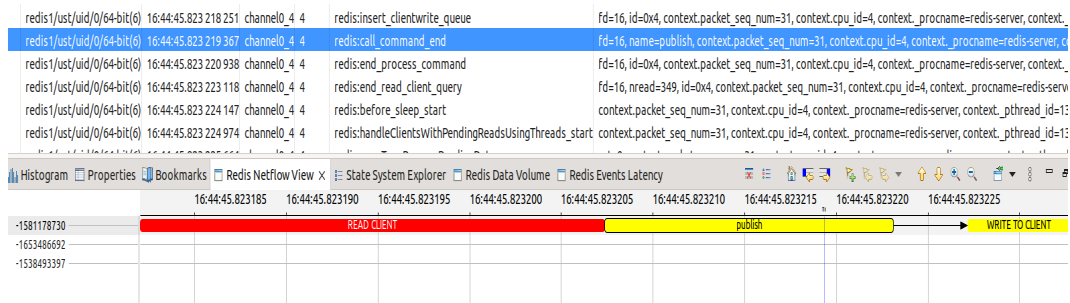 redis1/ust/uid/0/64-bit(6) 16:44:45.823 218 251 channel0_4 4 redis:insert_clientwrite_queue fd=16, id=0x4, context.packet_seq_num=31, context.cpu_id=4, context._procname=redis-server, context._
redis1/ust/uid/0/64-bit(6) 16:44:45.823 219 367 channel0_4 4 redis:call_command_end fd=16, name=publish, context.packet_seq_num=31, context.cpu_id=4, context._procname=redis-server, co
redis1/ust/uid/0/64-bit(6) 16:44:45.823 220 938 channel0_4 4 redis:end_process_command fd=16, id=0x4, context.packet_seq_num=31, context.cpu_id=4, context._procname=redis-server, context._
redis1/ust/uid/0/64-bit(6) 16:44:45.823 223 118 channel0_4 4 redis:end_read_client_query fd=16, nread=349, id=0x4, context.packet_seq_num=31, context.cpu_id=4, context._procname=redis-serv
redis1/ust/uid/0/64-bit(6) 16:44:45.823 224 147 channel0_4 4 redis:before_sleep_start context.packet_seq_num=31, context.cpu_id=4, context._procname=redis-server, context._pthread_id=13
redis1/ust/uid/0/64-bit(6) 16:44:45.823 224 974 channel0_4 4 redis:handleClientsWithPendingReadsUsingThreads_start context.packet_seq_num=31, context.cpu_id=4, context._procname=redis-server, context._pthread_id=13
Histogram Properties Bookmarks Redis Netflow View State System Explorer Redis Data Volume Redis Events Latency
16:44:45.823185 16:44:45.823190 16:44:45.823195 16:44:45.823200 16:44:45.823205 16:44:45.823210 16:44:45.823215 16:44:45.823220 16:44:45.823225
-1581178730 READ CLIENT publish WRITE TO CLIENT
-1653486692
-1538493397